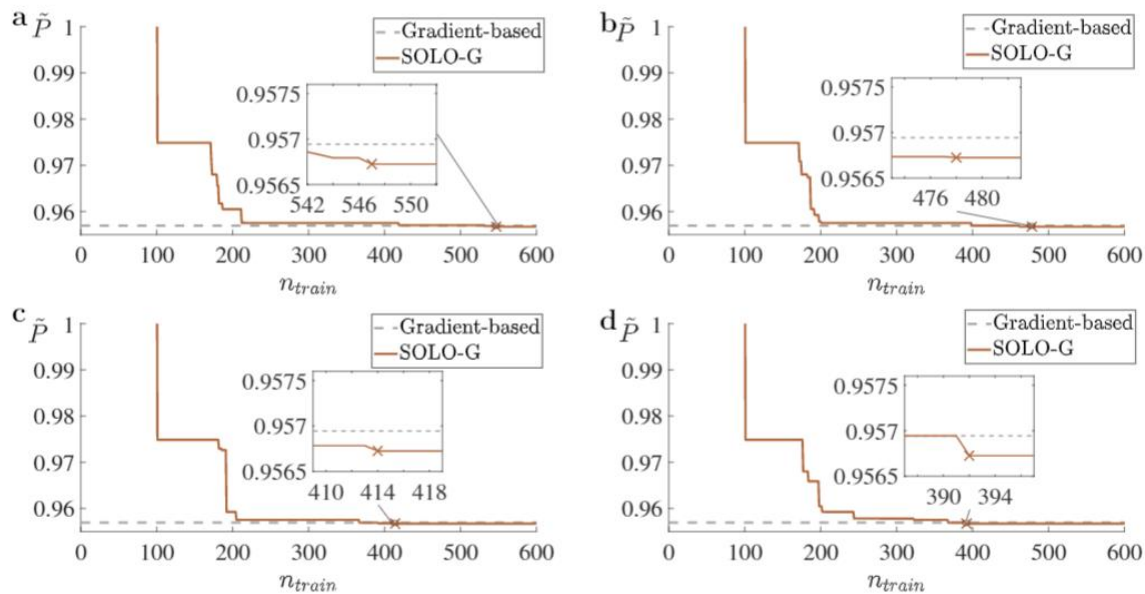 a P̃ 1
0.99
0.98
0.97
0.96
Gradient-based
SOLO-G
0.9575
0.957
0.9565
542 546 550
0 100 200 300 400 500 600
n_train
b P̃ 1
0.99
0.98
0.97
0.96
Gradient-based
SOLO-G
0.9575
0.957
0.9565
476 480
0 100 200 300 400 500 600
n_train
c P̃ 1
0.99
0.98
0.97
0.96
Gradient-based
SOLO-G
0.9575
0.957
0.9565
410 414 418
0 100 200 300 400 500 600
n_train
d P̃ 1
0.99
0.98
0.97
0.96
Gradient-based
SOLO-G
0.9575
0.957
0.9565
390 394
0 100 200 300 400 500 600
n_train